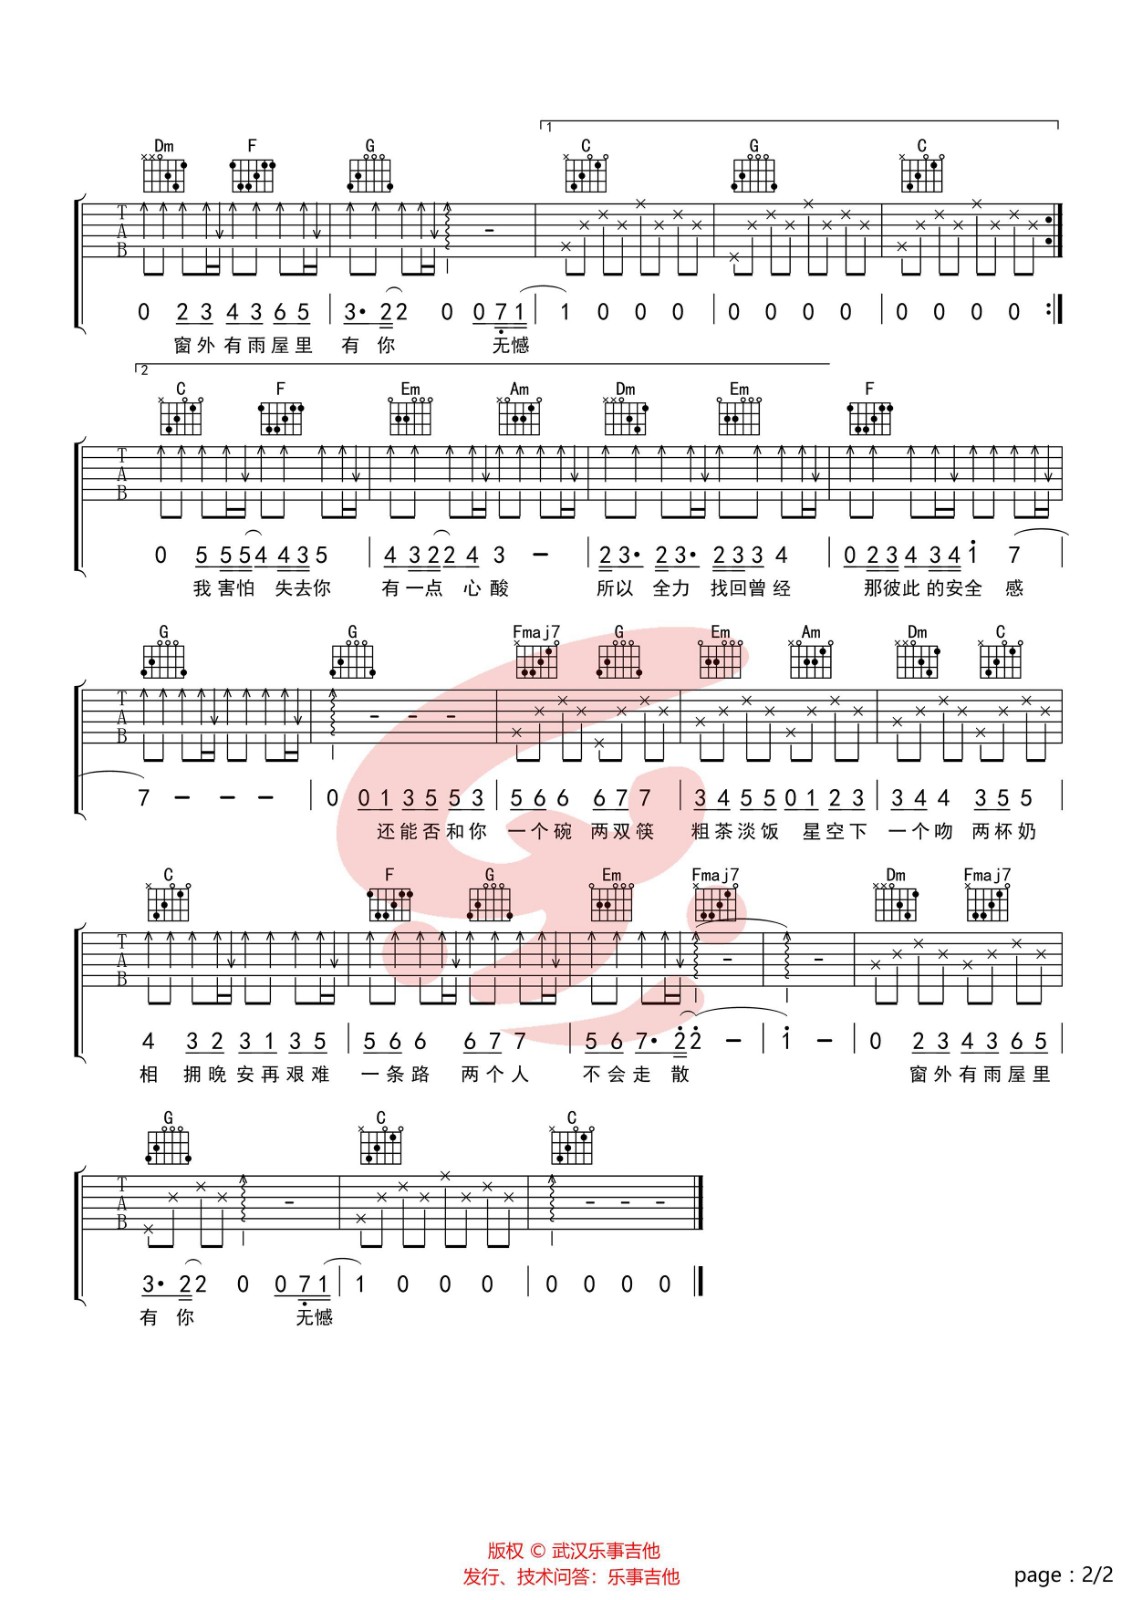 1
Dm F G C G C
T A B
0 2 3 4 3 6 5 3· 2 2 0 0 7 1 1 0 0 0 0 0 0 0 0 0 0 0
窗外有雨屋里 有 你 无憾
2
C F Em Am Dm Em F
T A B
0 5 5 5 4 4 3 5 4 3 2 2 4 3 – 2 3· 2 3· 2 3 3 4 0 2 3 4 3 4 1 7
我 害怕 失去你 有一点 心 酸 所以 全力 找回曾经 那彼此 的安全 感
G G Fmaj7 G Em Am Dm C
T A B
7 – – – 0 0 1 3 5 5 3 5 6 6 6 7 7 3 4 5 5 0 1 2 3 3 4 4 3 5 5
还能否和你 一个碗 两双筷 粗茶淡饭 星空下 一个吻 两杯奶
C F G Em Fmaj7 Dm Fmaj7
T A B
4 3 2 3 1 3 5 5 6 6 6 7 7 5 6 7· 2 2 – 1 – 0 2 3 4 3 6 5
相 拥晚安再艰难 一条路 两个人 不会走 散 窗外有雨屋里
G C C
T A B
3· 2 2 0 0 7 1 1 0 0 0 0 0 0 0
有 你 无憾
版权 © 武汉乐事吉他
发行、技术问答：乐事吉他
page：2/2